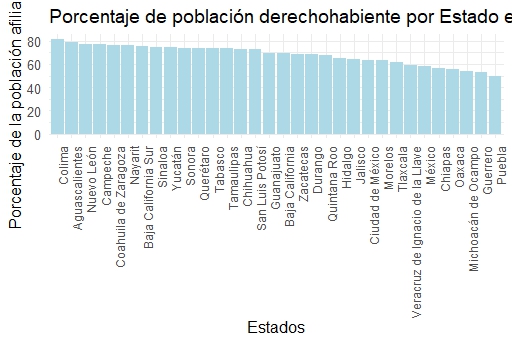 Porcentaje de población derechohabiente por Estado e
Porcentaje de la población afilia
80
60
40
20
0
Colima
Aguascalientes
Nuevo León
Campeche
Coahuila de Zaragoza
Nayarit
Baja California Sur
Sinaloa
Yucatán
Sonora
Querétaro
Tabasco
Tamaulipas
Chihuahua
San Luis Potosí
Guanajuato
Baja California
Zacatecas
Durango
Quintana Roo
Hidalgo
Jalisco
Ciudad de México
Morelos
Tlaxcala
Veracruz de Ignacio de la Llave
México
Chiapas
Oaxaca
Michoacán de Ocampo
Guerrero
Puebla
Estados